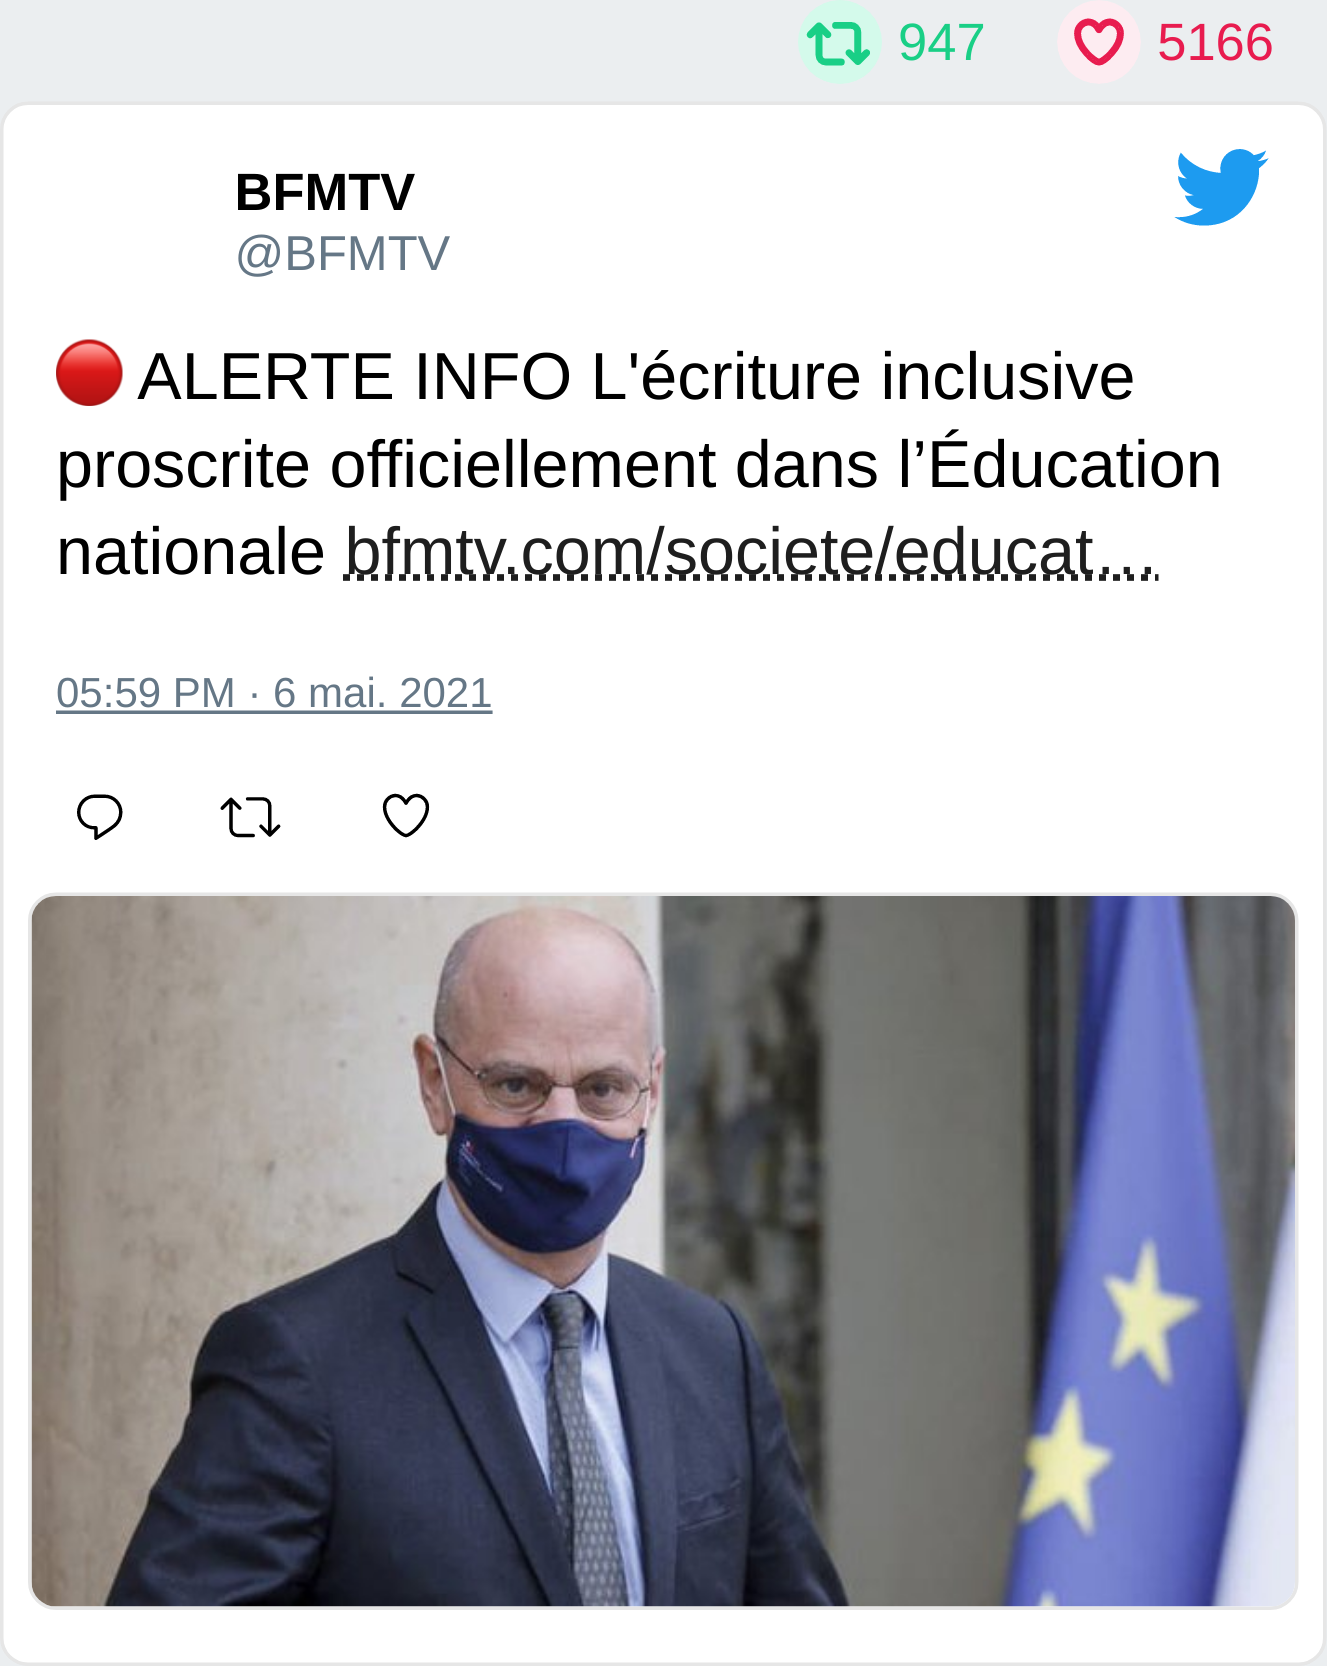 947 5166
BFMTV
@BFMTV
🔴 ALERTE INFO L'écriture inclusive
proscrite officiellement dans l’Éducation
nationale bfmtv.com/societe/educat…
05:59 PM · 6 mai. 2021